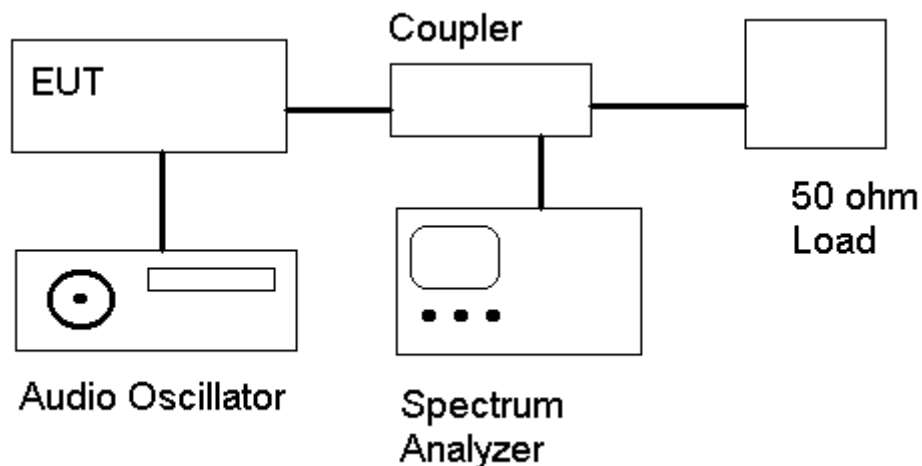 Coupler
EUT
50 ohm
Load
Audio Oscillator
Spectrum
Analyzer